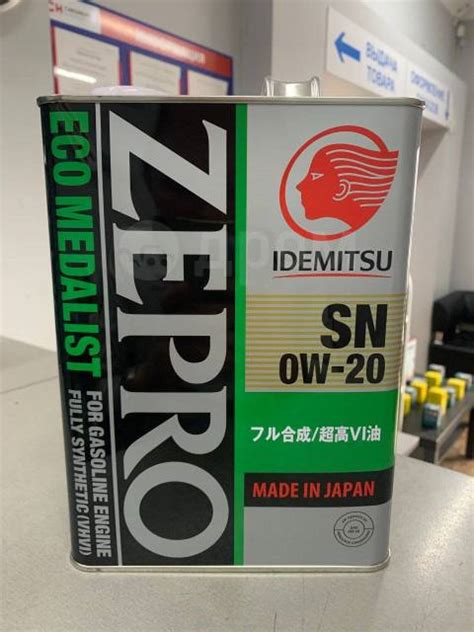 ВЫДАЧА
ТОВАРА
ZEPRO
ECO MEDALIST
FOR GASOLINE ENGINE
FULLY SYNTHETIC (VHVI)
IDEMITSU
SN
0W-20
フル合成/超高VI油
MADE IN JAPAN